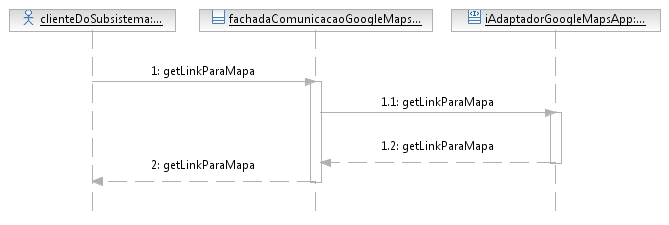 clienteDoSubsistema:...
fachadaComunicacaoGoogleMaps...
iAdaptadorGoogleMapsApp:...
1: getLinkParaMapa
1.1: getLinkParaMapa
1.2: getLinkParaMapa
2: getLinkParaMapa